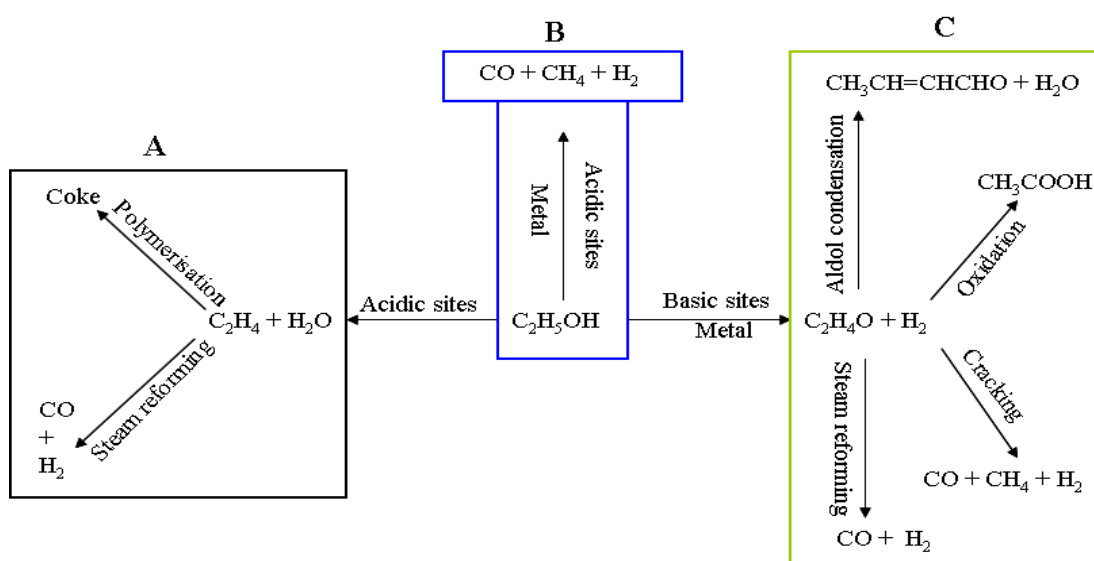 A
Coke
Polymerisation
C₂H₄ + H₂O
Steam reforming
CO
+
H₂
Acidic sites
B
CO + CH₄ + H₂
Metal
Acidic sites
C₂H₅OH
Basic sites
Metal
C
CH₃CH=CHCHO + H₂O
Aldol condensation
CH₃COOH
Oxidation
C₂H₄O + H₂
Steam reforming
Cracking
CO + CH₄ + H₂
CO + H₂